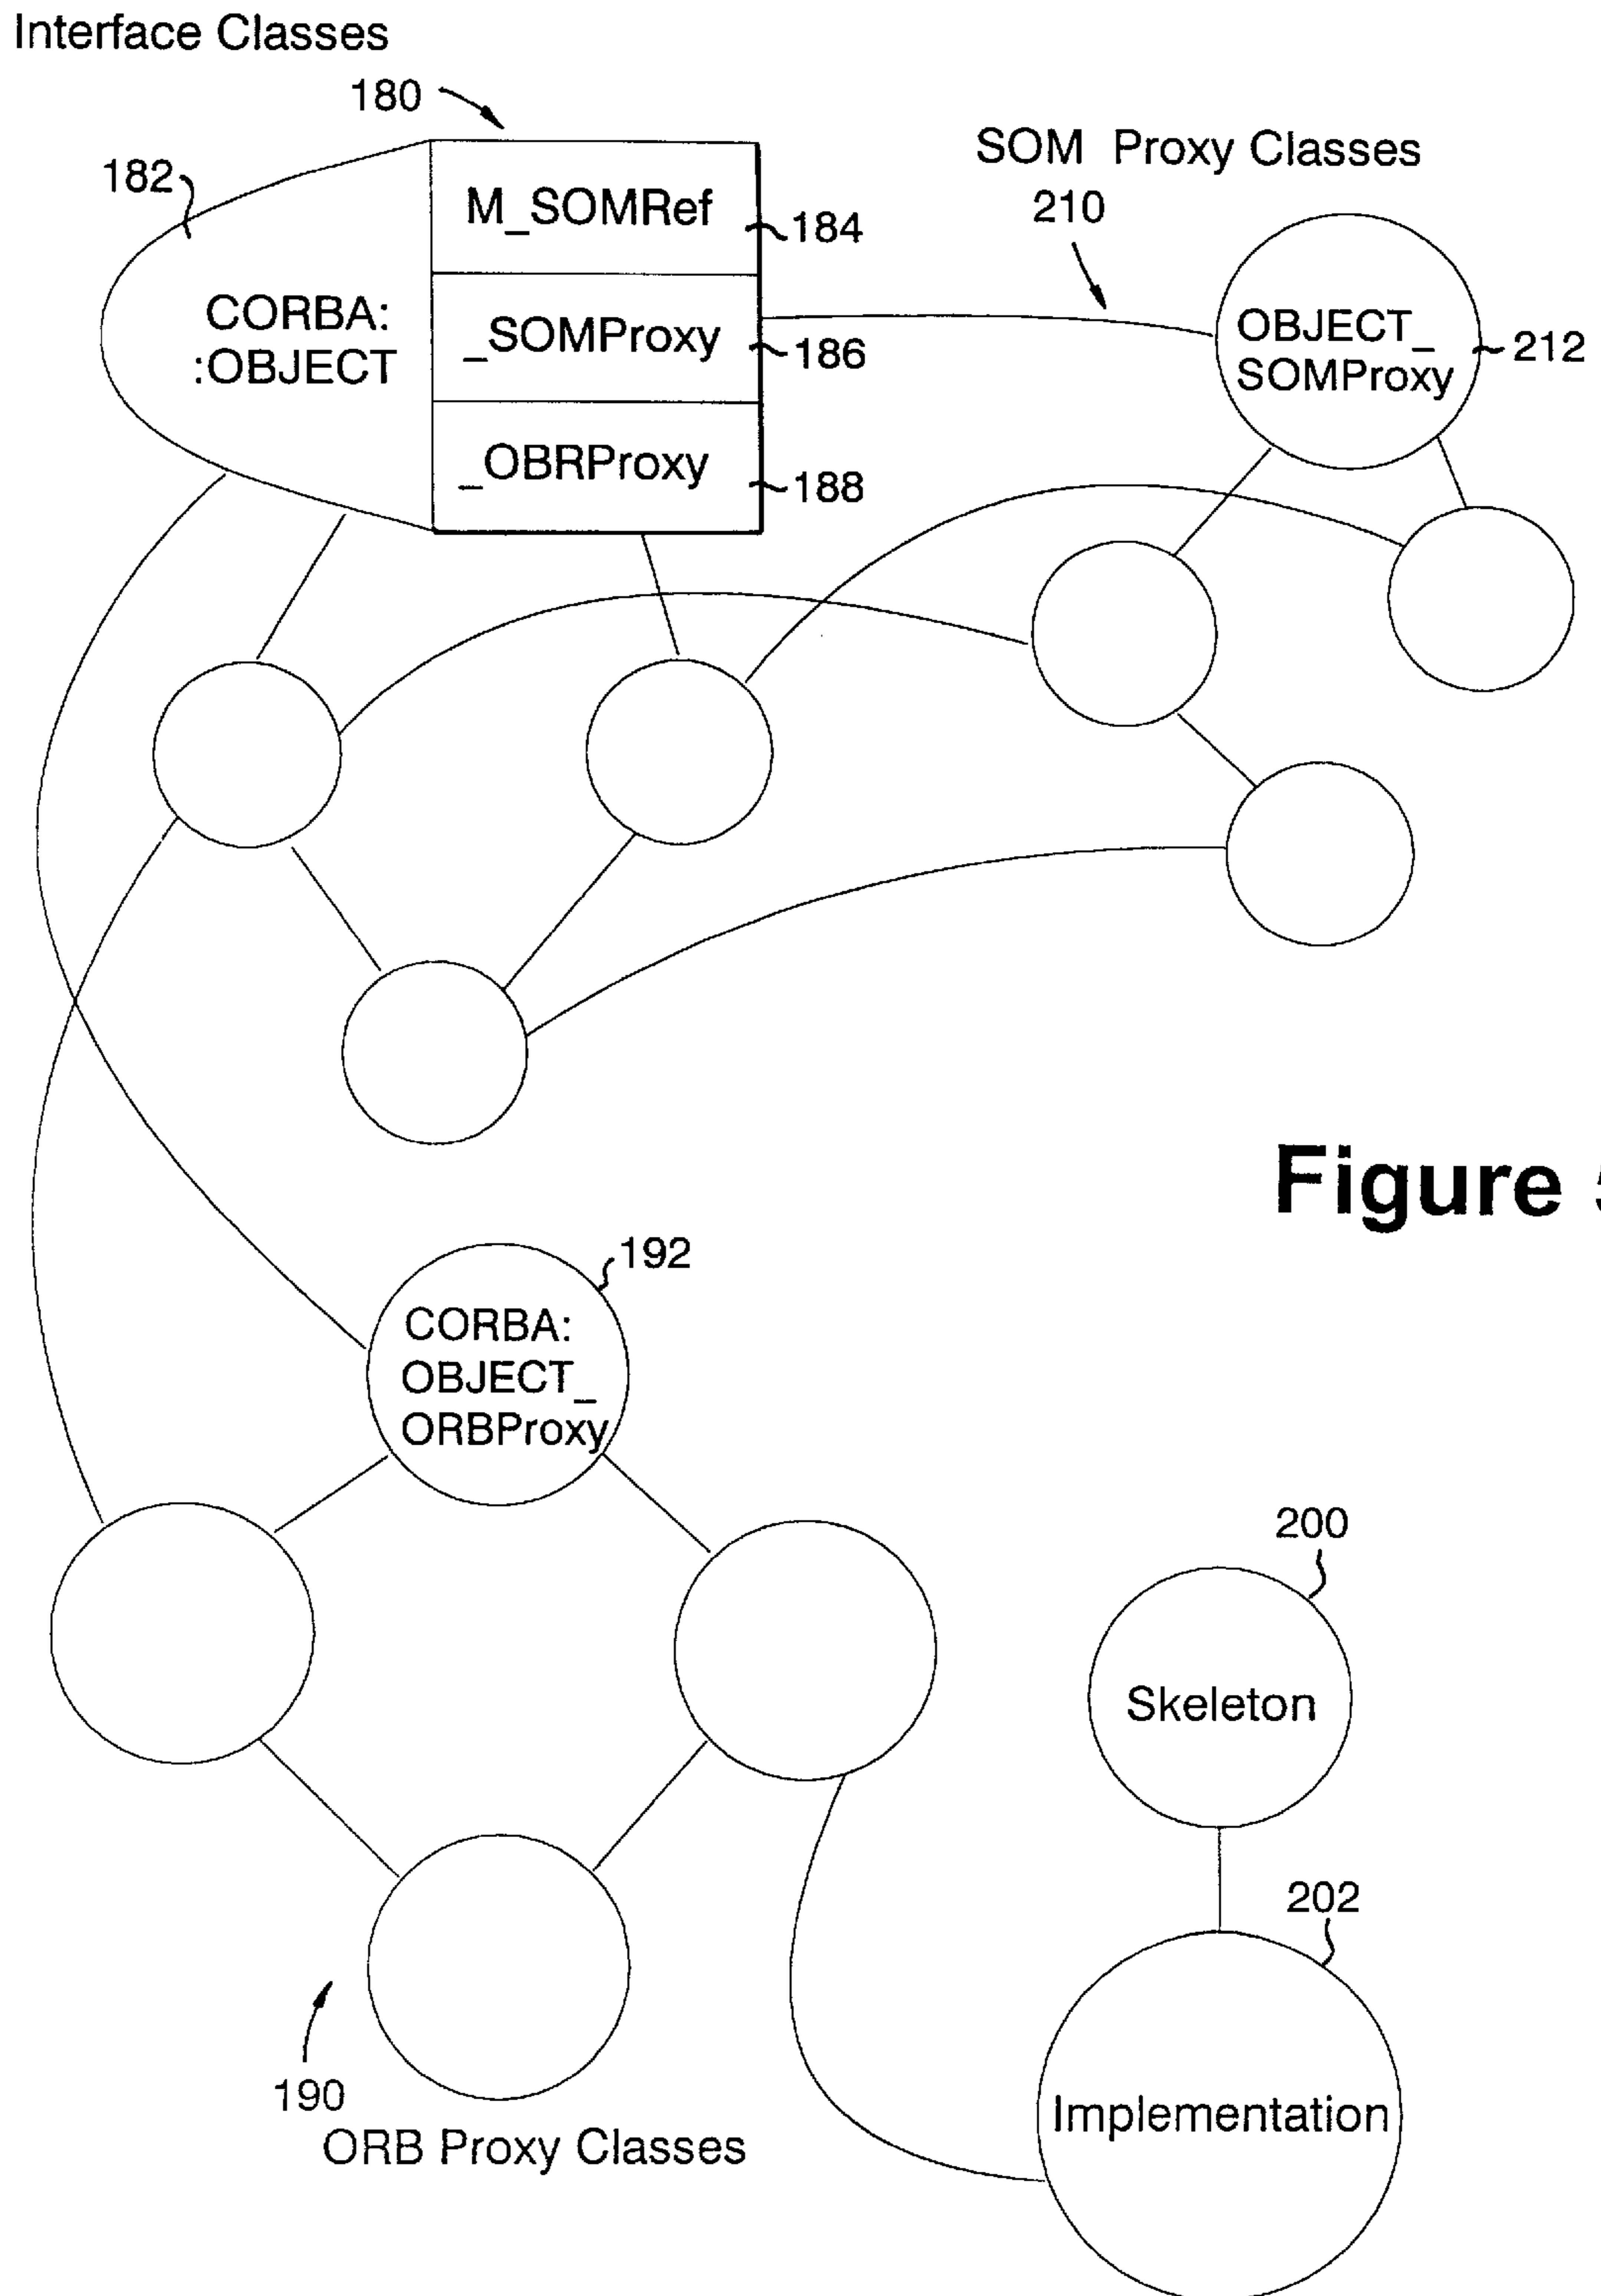 Interface Classes
180
182
M_SOMRef
184
CORBA:
:OBJECT
_SOMProxy
186
_OBRProxy
188
SOM Proxy Classes
210
OBJECT_
SOMProxy
212
Figure 5
192
CORBA:
OBJECT_
ORBProxy
200
Skeleton
202
Implementation
190
ORB Proxy Classes